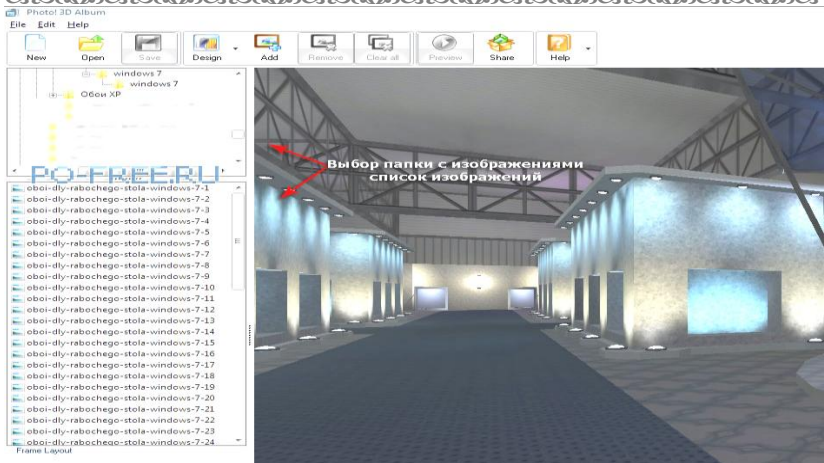 Photo! 3D Album
File Edit Help
New Open Save Design Add Remove Clear all Preview Share Help
windows 7
windows 7
Обои XP
PO-FREE.RU
Выбор папки с изображениями
список изображений
oboi-dly-rabochego-stola-windows-7-1
oboi-dly-rabochego-stola-windows-7-2
oboi-dly-rabochego-stola-windows-7-3
oboi-dly-rabochego-stola-windows-7-4
oboi-dly-rabochego-stola-windows-7-5
oboi-dly-rabochego-stola-windows-7-6
oboi-dly-rabochego-stola-windows-7-7
oboi-dly-rabochego-stola-windows-7-8
oboi-dly-rabochego-stola-windows-7-9
oboi-dly-rabochego-stola-windows-7-10
oboi-dly-rabochego-stola-windows-7-11
oboi-dly-rabochego-stola-windows-7-12
oboi-dly-rabochego-stola-windows-7-13
oboi-dly-rabochego-stola-windows-7-14
oboi-dly-rabochego-stola-windows-7-15
oboi-dly-rabochego-stola-windows-7-16
oboi-dly-rabochego-stola-windows-7-17
oboi-dly-rabochego-stola-windows-7-18
oboi-dly-rabochego-stola-windows-7-19
oboi-dly-rabochego-stola-windows-7-20
oboi-dly-rabochego-stola-windows-7-21
oboi-dly-rabochego-stola-windows-7-22
oboi-dly-rabochego-stola-windows-7-23
oboi-dly-rabochego-stola-windows-7-24
Frame Layout